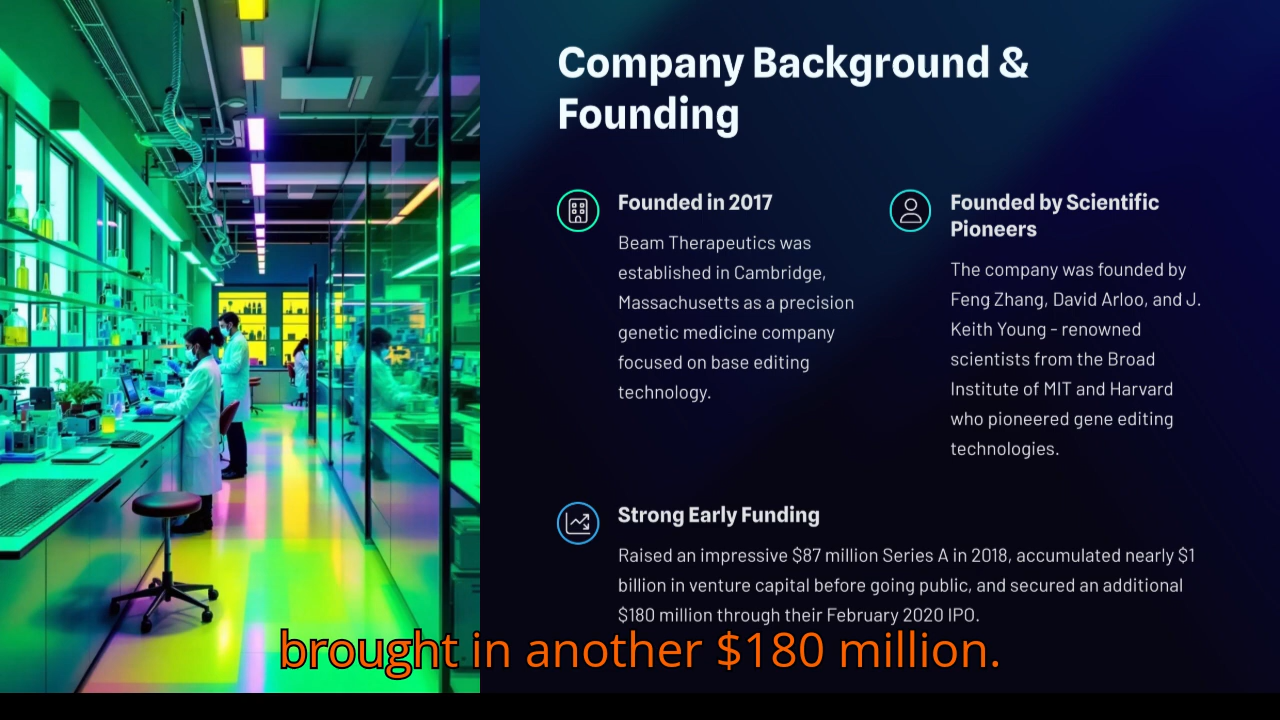 Company Background &
Founding
Founded in 2017
Beam Therapeutics was
established in Cambridge,
Massachusetts as a precision
genetic medicine company
focused on base editing
technology.
Founded by Scientific
Pioneers
The company was founded by
Feng Zhang, David Arloo, and J.
Keith Young - renowned
scientists from the Broad
Institute of MIT and Harvard
who pioneered gene editing
technologies.
Strong Early Funding
Raised an impressive $87 million Series A in 2018, accumulated nearly $1
billion in venture capital before going public, and secured an additional
$180 million through their February 2020 IPO.
brought in another $180 million.